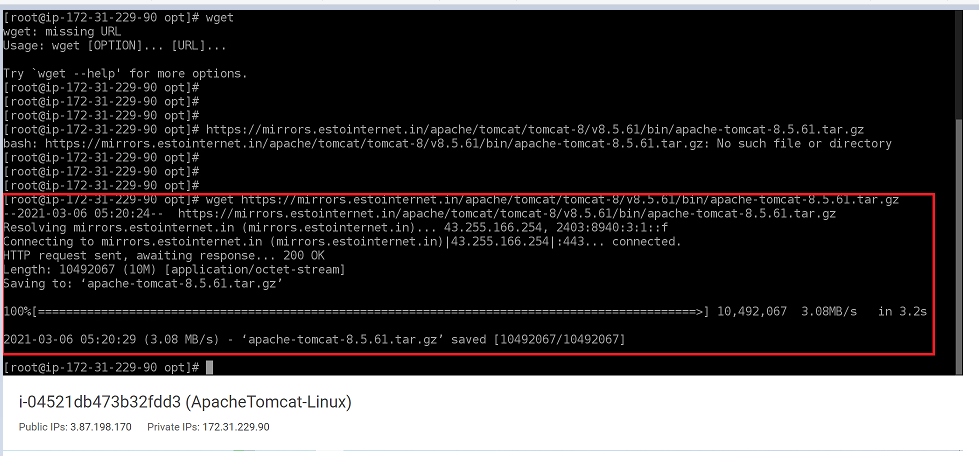 [root@ip-172-31-229-90 opt]# wget
wget: missing URL
Usage: wget [OPTION]... [URL]...
Try `wget --help' for more options.
[root@ip-172-31-229-90 opt]#
[root@ip-172-31-229-90 opt]#
[root@ip-172-31-229-90 opt]#
[root@ip-172-31-229-90 opt]# https://mirrors.estointernet.in/apache/tomcat/tomcat-8/v8.5.61/bin/apache-tomcat-8.5.61.tar.gz
bash: https://mirrors.estointernet.in/apache/tomcat/tomcat-8/v8.5.61/bin/apache-tomcat-8.5.61.tar.gz: No such file or directory
[root@ip-172-31-229-90 opt]#
[root@ip-172-31-229-90 opt]#
[root@ip-172-31-229-90 opt]#
[root@ip-172-31-229-90 opt]# wget https://mirrors.estointernet.in/apache/tomcat/tomcat-8/v8.5.61/bin/apache-tomcat-8.5.61.tar.gz
--2021-03-06 05:20:24--  https://mirrors.estointernet.in/apache/tomcat/tomcat-8/v8.5.61/bin/apache-tomcat-8.5.61.tar.gz
Resolving mirrors.estointernet.in (mirrors.estointernet.in)... 43.255.166.254, 2403:8940:3:1::f
Connecting to mirrors.estointernet.in (mirrors.estointernet.in)|43.255.166.254|:443... connected.
HTTP request sent, awaiting response... 200 OK
Length: 10492067 (10M) [application/octet-stream]
Saving to: ‘apache-tomcat-8.5.61.tar.gz’
100%[==============================================================================================>] 10,492,067  3.08MB/s   in 3.2s
2021-03-06 05:20:29 (3.08 MB/s) - ‘apache-tomcat-8.5.61.tar.gz’ saved [10492067/10492067]
[root@ip-172-31-229-90 opt]#
i-04521db473b32fdd3 (ApacheTomcat-Linux)
Public IPs: 3.87.198.170 Private IPs: 172.31.229.90